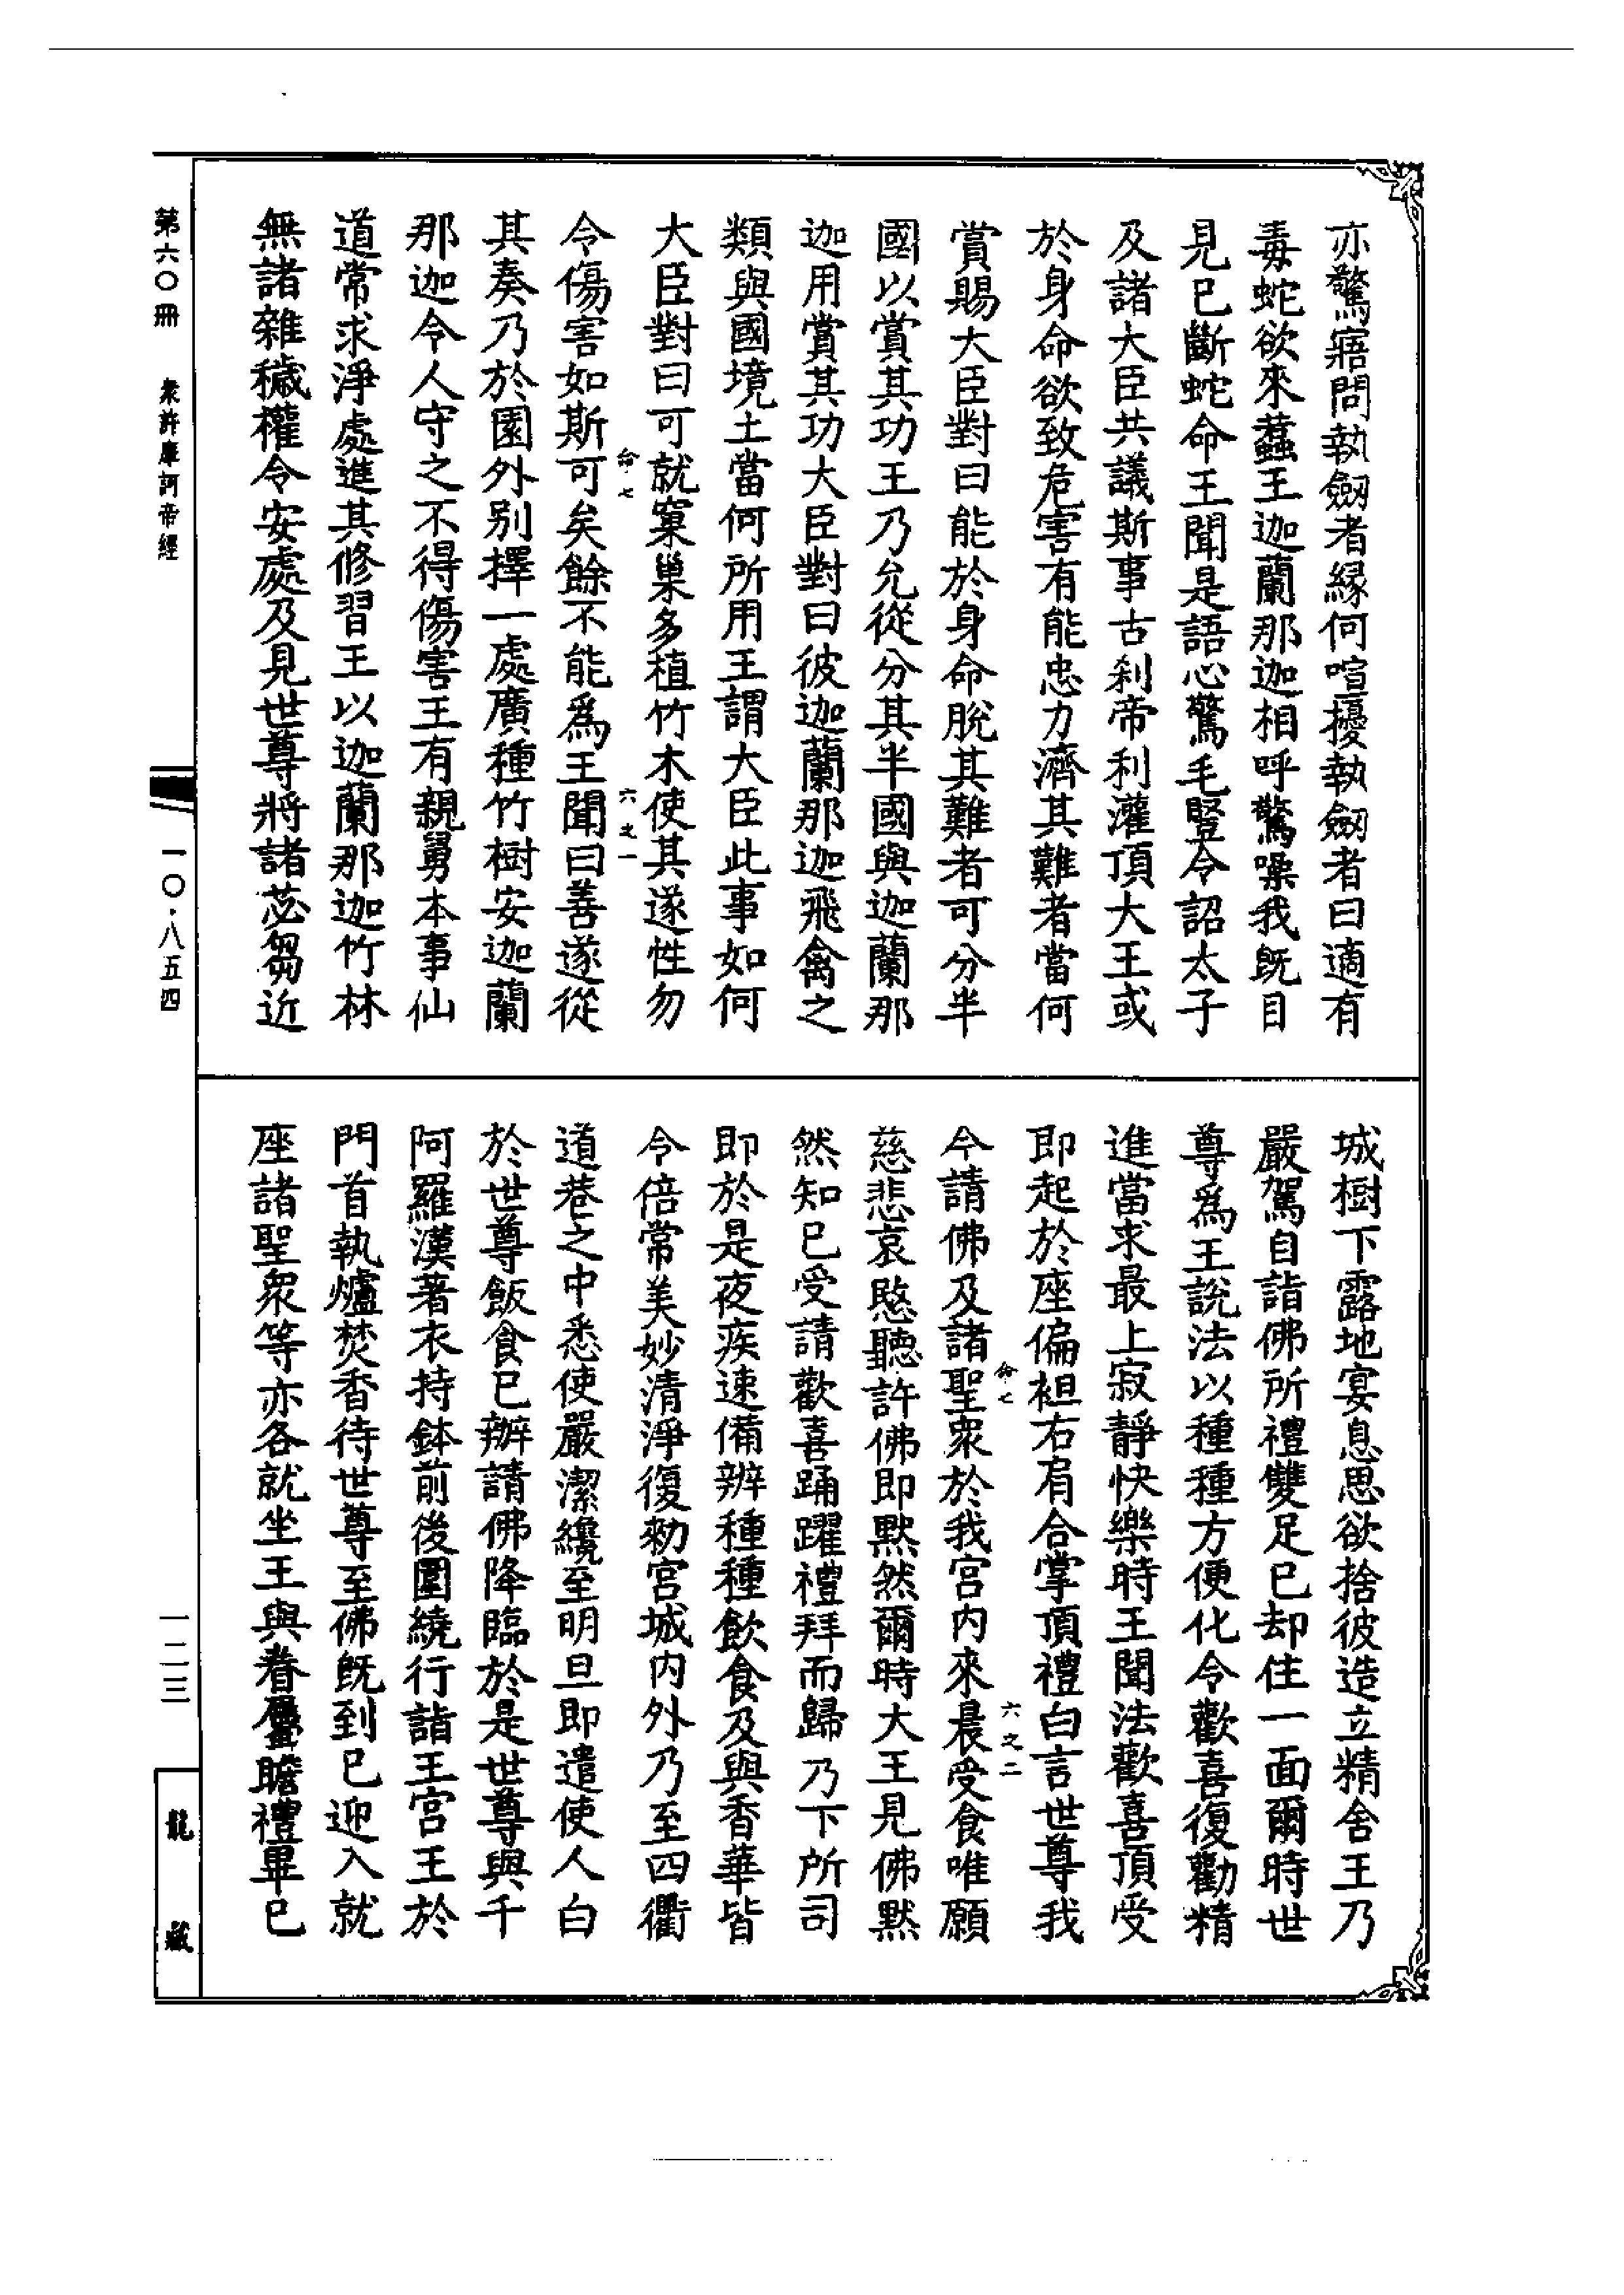 亦驚寤問執劒者緣何喧擾執劒者曰適有
毒蛇欲來蠚王迦蘭那迦相呼驚噪我旣目
見已斷蛇命王聞是語心驚毛豎令詔太子
及諸大臣共議斯事古刹帝利灌頂大王或
於身命欲致危害有能忠力濟其難者當何
賞賜大臣對曰能於身命脫其難者可分半
國以賞其功王乃允從分其半國與迦蘭那
迦用賞其功大臣對曰彼迦蘭那迦飛禽之
類與國境土當何所用王謂大臣此事如何
大臣對曰可就窠巢多植竹木使其遂性勿
俞七 六之一
令傷害如斯可矣餘不能爲王聞曰善遂從
其奏乃於園外別擇一處廣種竹樹安迦蘭
那迦令人守之不得傷害王有親舅本事仙
道常求淨處進其修習王以迦蘭那迦竹林
無諸雜穢權令安處及見世尊將諸苾芻近
城樹下露地宴息思欲捨彼造立精舍王乃
嚴駕自詣佛所禮雙足已却住一面爾時世
尊爲王說法以種種方便化令歡喜復勸精
進當求最上寂靜快樂時王聞法歡喜頂受
即起於座偏袒右肩合掌頂禮白言世尊我
俞七 六之二
今請佛及諸聖衆於我宮內來晨受食唯願
慈悲哀愍聽許佛即默然爾時大王見佛默
然知已受請歡喜踊躍禮拜而歸乃下所司
即於是夜疾速備辨種種飲食及與香華皆
令倍常美妙清淨復勑宮城內外乃至四衢
道巷之中悉使嚴潔纔至明旦即遣使人白
於世尊飯食已辦請佛降臨於是世尊與千
阿羅漢著衣持鉢前後圍繞行詣王宮王於
門首執爐焚香待世尊至佛旣到已迎入就
座諸聖衆等亦各就坐王與眷屬瞻禮畢已
第六〇冊 衆許摩訶帝經
一〇·八五四
一二三
龍藏